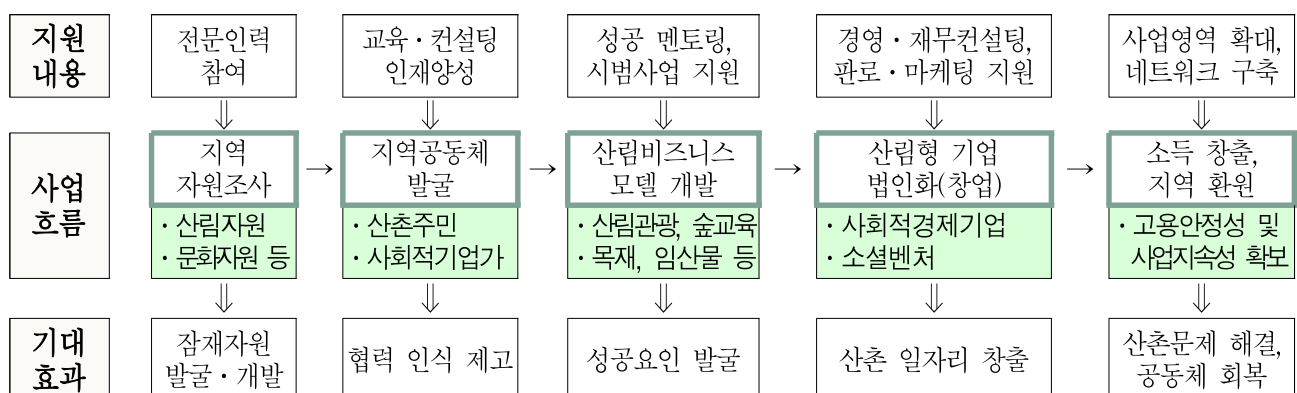 지원
내용
전문인력
참여
교육・컨설팅
인재양성
성공 멘토링,
시범사업 지원
경영・재무컨설팅,
판로・마케팅 지원
사업영역 확대,
네트워크 구축
사업
흐름
지역
자원조사
・산림자원
・문화자원 등
지역공동체
발굴
・산촌주민
・사회적기업가
산림비즈니스
모델 개발
・산림관광, 숲교육
・목재, 임산물 등
산림형 기업
법인화(창업)
・사회적경제기업
・소셜벤처
소득 창출,
지역 환원
・고용안정성 및
사업지속성 확보
기대
효과
잠재자원
발굴・개발
협력 인식 제고
성공요인 발굴
산촌 일자리 창출
산촌문제 해결,
공동체 회복